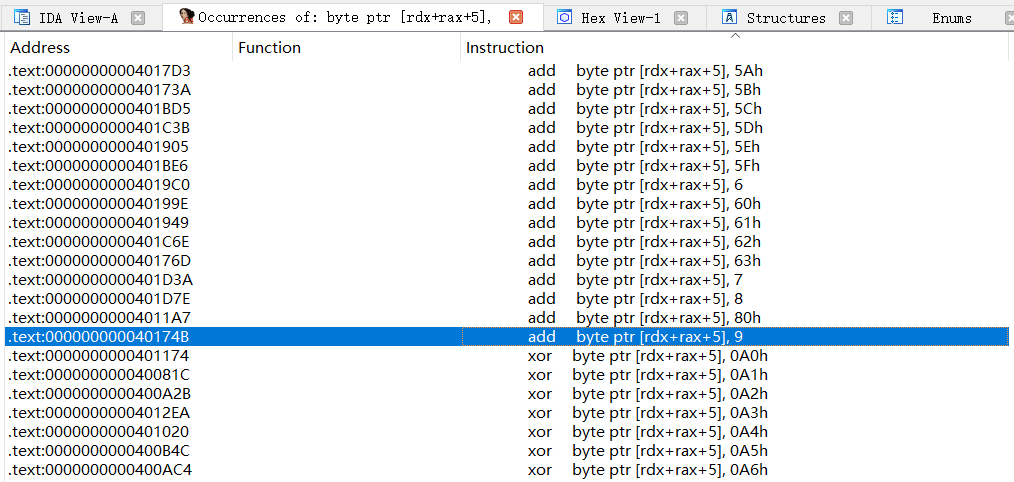 IDA View-A Occurrences of: byte ptr [rdx+rax+5], Hex View-1 Structures Enums
Address Function Instruction
.text:00000000004017D3 add byte ptr [rdx+rax+5], 5Ah
.text:000000000040173A add byte ptr [rdx+rax+5], 5Bh
.text:0000000000401BD5 add byte ptr [rdx+rax+5], 5Ch
.text:0000000000401C3B add byte ptr [rdx+rax+5], 5Dh
.text:0000000000401905 add byte ptr [rdx+rax+5], 5Eh
.text:0000000000401BE6 add byte ptr [rdx+rax+5], 5Fh
.text:00000000004019C0 add byte ptr [rdx+rax+5], 6
.text:000000000040199E add byte ptr [rdx+rax+5], 60h
.text:0000000000401949 add byte ptr [rdx+rax+5], 61h
.text:0000000000401C6E add byte ptr [rdx+rax+5], 62h
.text:000000000040176D add byte ptr [rdx+rax+5], 63h
.text:0000000000401D3A add byte ptr [rdx+rax+5], 7
.text:0000000000401D7E add byte ptr [rdx+rax+5], 8
.text:00000000004011A7 add byte ptr [rdx+rax+5], 80h
.text:000000000040174B add byte ptr [rdx+rax+5], 9
.text:0000000000401174 xor byte ptr [rdx+rax+5], 0A0h
.text:000000000040081C xor byte ptr [rdx+rax+5], 0A1h
.text:0000000000400A2B xor byte ptr [rdx+rax+5], 0A2h
.text:00000000004012EA xor byte ptr [rdx+rax+5], 0A3h
.text:0000000000401020 xor byte ptr [rdx+rax+5], 0A4h
.text:0000000000400B4C xor byte ptr [rdx+rax+5], 0A5h
.text:0000000000400AC4 xor byte ptr [rdx+rax+5], 0A6h